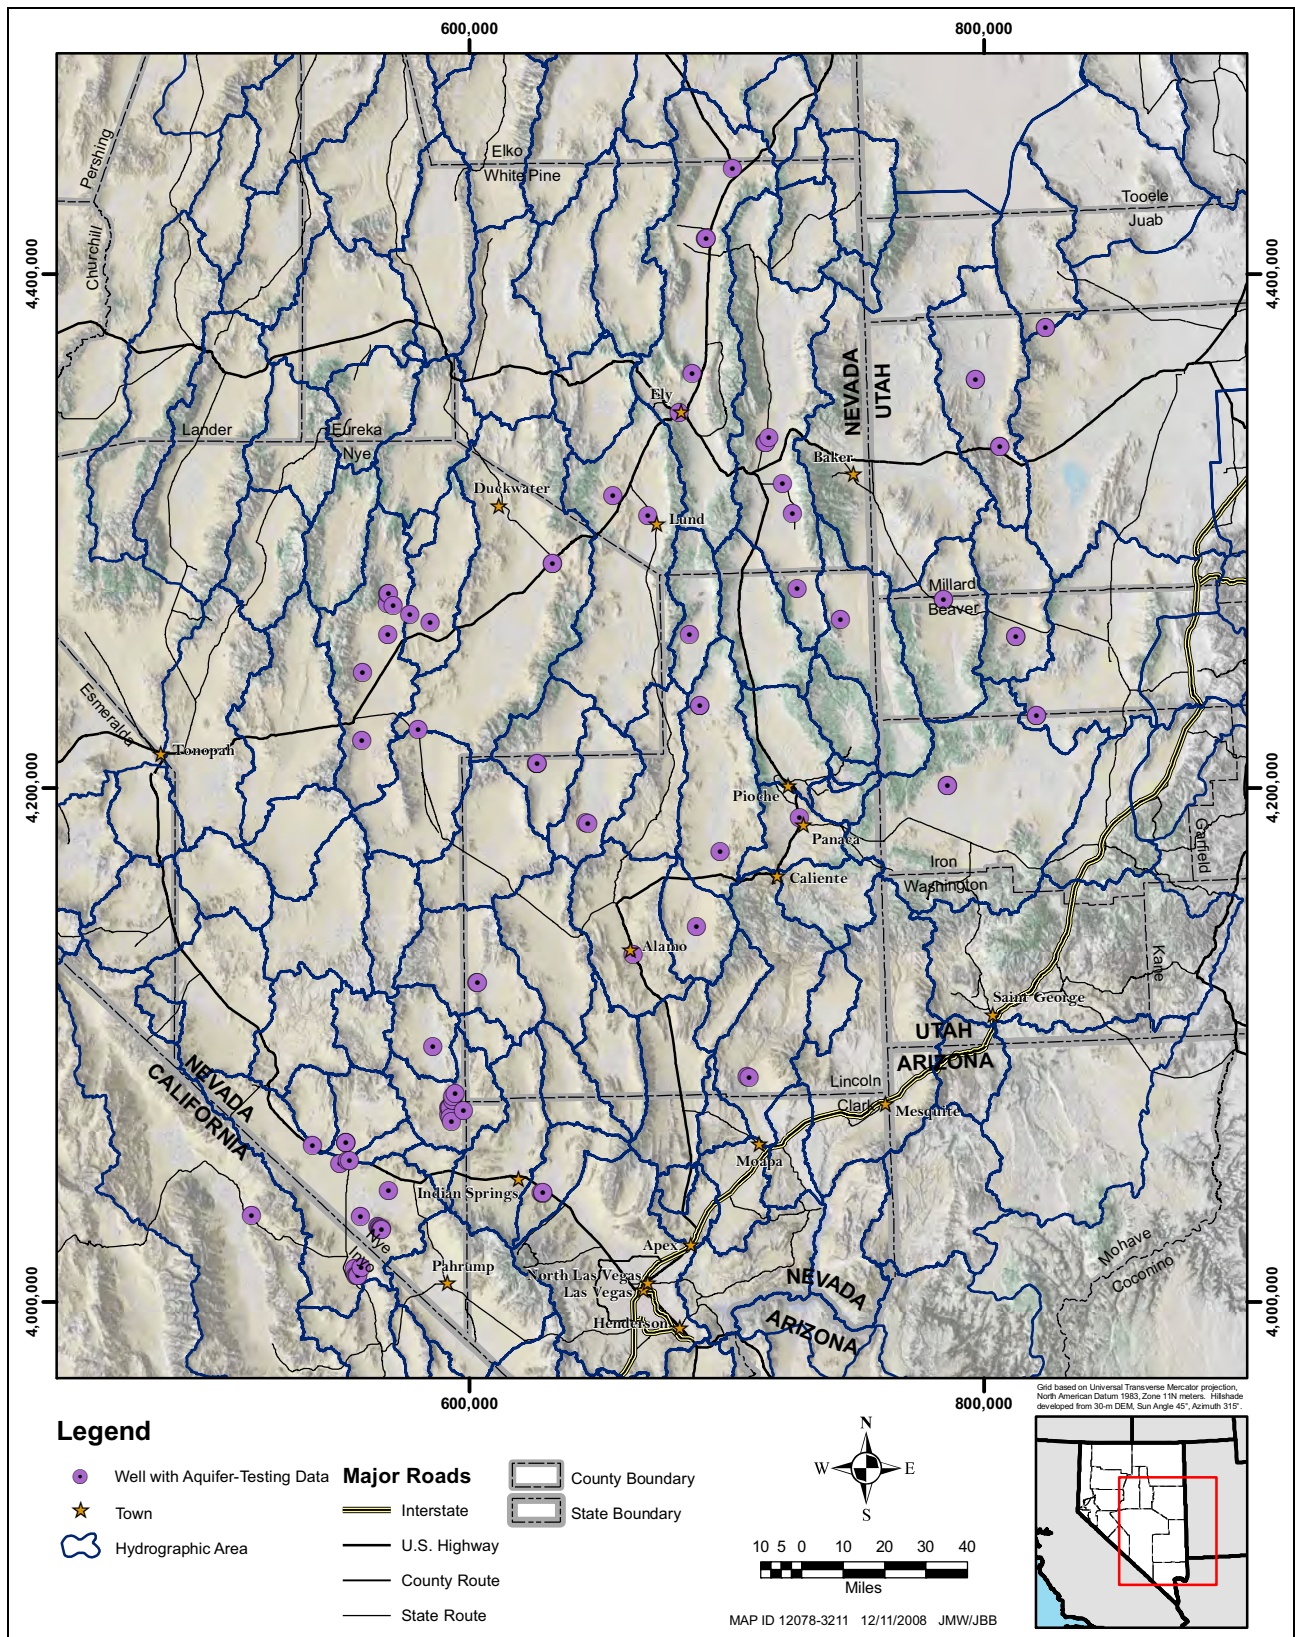 600,000
800,000
Pershing
Elko
White Pine
Tooele
Juab
Churchill
4,400,000
4,400,000
NEVADA
UTAH
Ely
Lander
Eureka
Nye
Baker
Duckwater
Lund
Millard
Beaver
Esmeralda
Tonopah
4,200,000
4,200,000
Pioche
Panaca
Garfield
Iron
Washington
Caliente
Alamo
Kane
Saint George
UTAH
ARIZONA
NEVADA
CALIFORNIA
Lincoln
Clark
Mesquite
Moapa
Indian Springs
Nye
Inyo
Apex
Mohave
Coconino
Pahrump
North Las Vegas
Las Vegas
NEVADA
ARIZONA
Henderson
4,000,000
4,000,000
600,000
800,000
Grid based on Universal Transverse Mercator projection,
North American Datum 1983, Zone 11N meters. Hillshade
developed from 30-m DEM, Sun Angle 45°, Azimuth 315°.
Legend
Well with Aquifer-Testing Data
Town
Hydrographic Area
Major Roads
Interstate
U.S. Highway
County Route
State Route
County Boundary
State Boundary
N
W E
S
10 5 0 10 20 30 40
Miles
MAP ID 12078-3211 12/11/2008 JMW/JBB